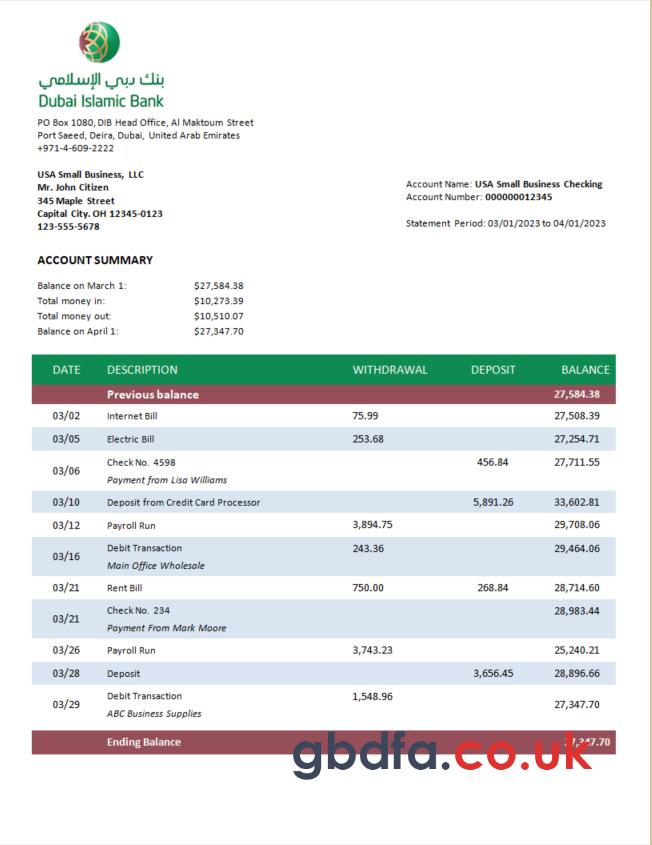 بنك دبي الإسلامي
Dubai Islamic Bank
PO Box 1080, DIB Head Office, Al Maktoum Street
Port Saeed, Deira, Dubai, United Arab Emirates
+971-4-609-2222
USA Small Business, LLC
Mr. John Citizen
345 Maple Street
Capital City. OH 12345-0123
123-555-5678
Account Name: USA Small Business Checking
Account Number: 000000012345
Statement Period: 03/01/2023 to 04/01/2023
ACCOUNT SUMMARY
Balance on March 1: $27,584.38
Total money in: $10,273.39
Total money out: $10,510.07
Balance on April 1: $27,347.70
DATE DESCRIPTION WITHDRAWAL DEPOSIT BALANCE
Previous balance 27,584.38
03/02 Internet Bill 75.99 27,508.39
03/05 Electric Bill 253.68 27,254.71
03/06 Check No. 4598 456.84 27,711.55
Payment from Lisa Williams
03/10 Deposit from Credit Card Processor 5,891.26 33,602.81
03/12 Payroll Run 3,894.75 29,708.06
03/16 Debit Transaction 243.36 29,464.06
Main Office Wholesale
03/21 Rent Bill 750.00 268.84 28,714.60
03/21 Check No. 234 28,983.44
Payment From Mark Moore
03/26 Payroll Run 3,743.23 25,240.21
03/28 Deposit 3,656.45 28,896.66
03/29 Debit Transaction 1,548.96 27,347.70
ABC Business Supplies
Ending Balance 27,347.70
gbdfa.co.uk